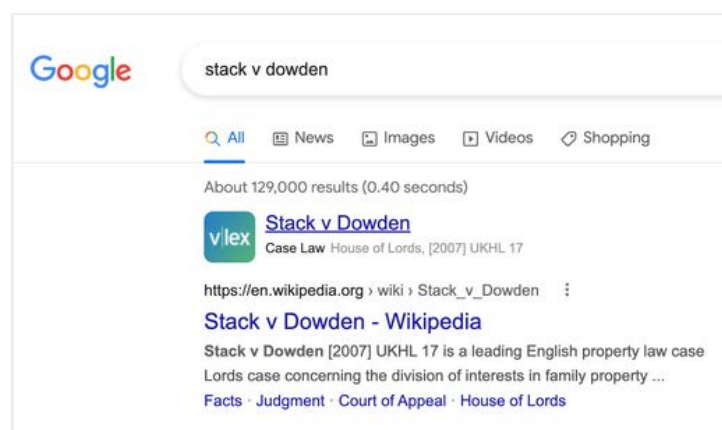 Google
stack v dowden
All News Images Videos Shopping
About 129,000 results (0.40 seconds)
v|lex
Stack v Dowden
Case Law House of Lords, [2007] UKHL 17
https://en.wikipedia.org › wiki › Stack_v_Dowden
Stack v Dowden - Wikipedia
Stack v Dowden [2007] UKHL 17 is a leading English property law case
Lords case concerning the division of interests in family property ...
Facts · Judgment · Court of Appeal · House of Lords